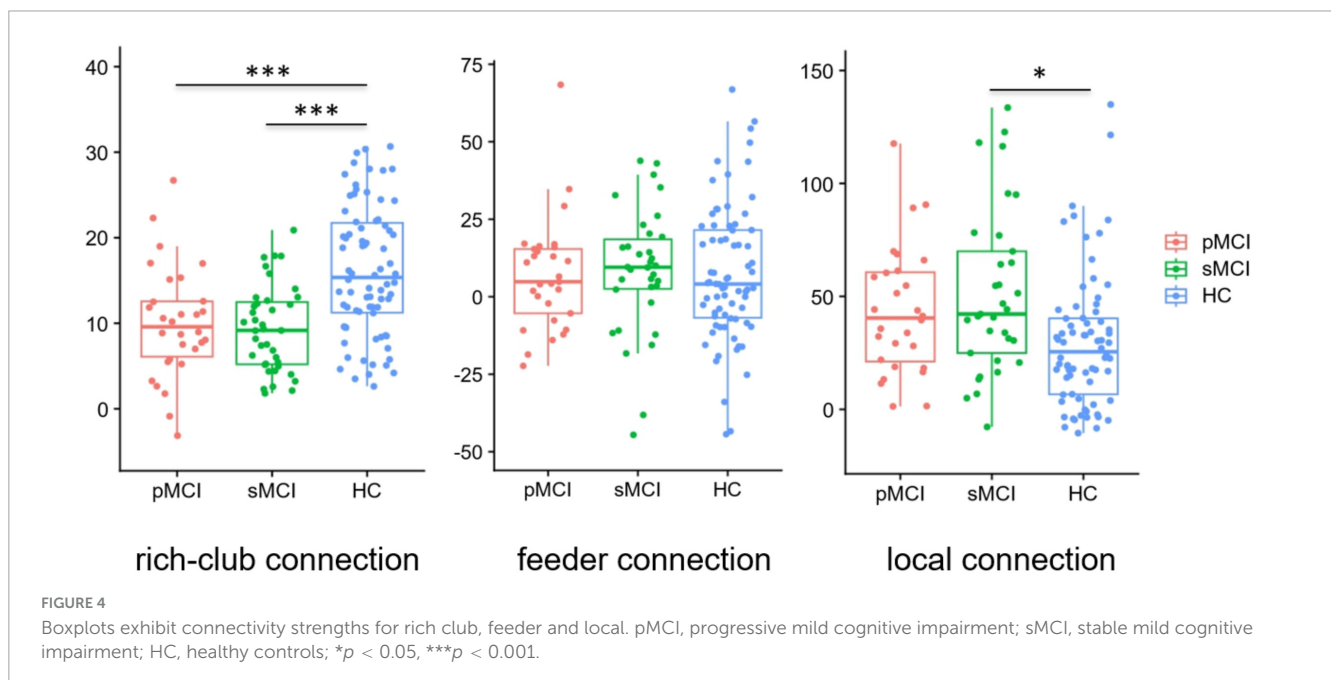 ***
***
40
30
20
10
0
pMCI
sMCI
HC
rich-club connection
75
50
25
0
-25
-50
pMCI
sMCI
HC
feeder connection
*
150
100
50
0
pMCI
sMCI
HC
local connection
pMCI
sMCI
HC
FIGURE 4
Boxplots exhibit connectivity strengths for rich club, feeder and local. pMCI, progressive mild cognitive impairment; sMCI, stable mild cognitive
impairment; HC, healthy controls; *p < 0.05, ***p < 0.001.